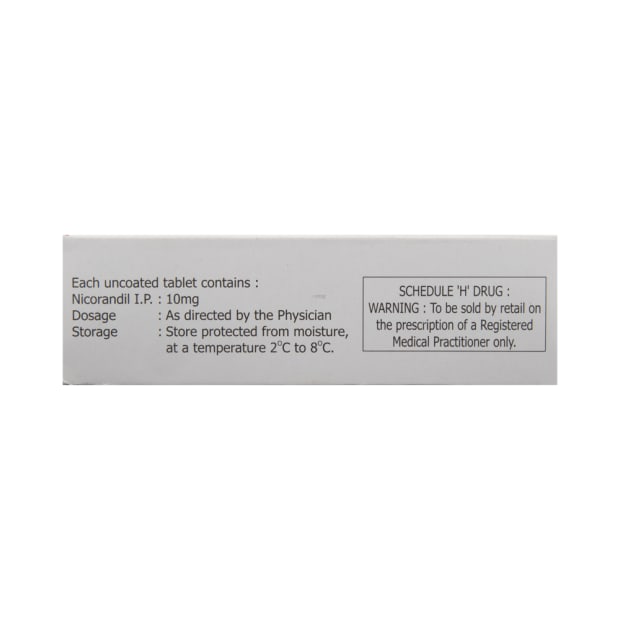 Each uncoated tablet contains :
Nicorandil I.P. : 10mg
Dosage : As directed by the Physician
Storage : Store protected from moisture,
at a temperature 2°C to 8°C.
SCHEDULE 'H' DRUG :
WARNING : To be sold by retail on
the prescription of a Registered
Medical Practitioner only.